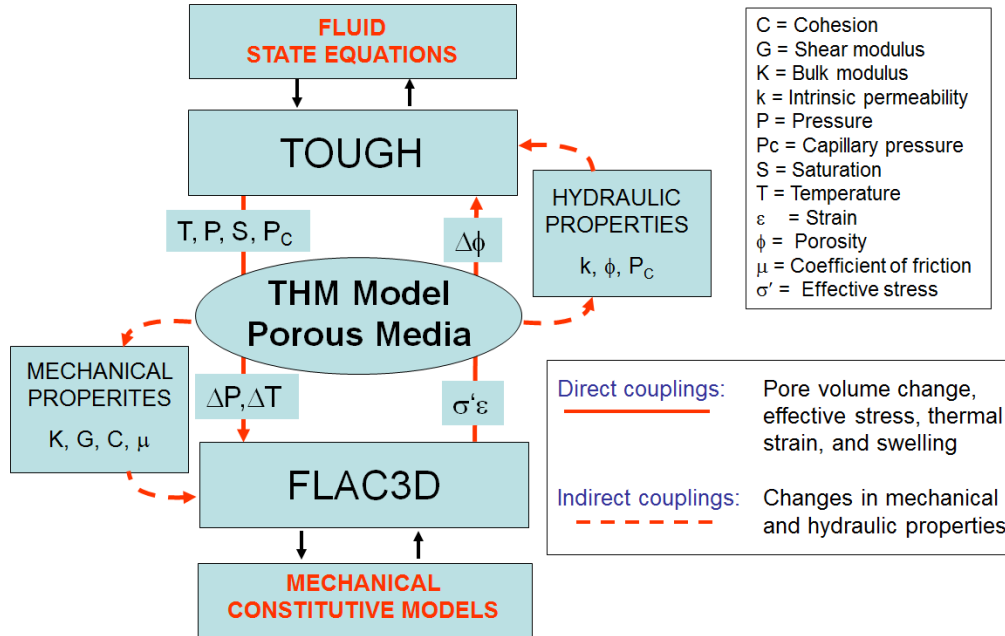 FLUID
STATE EQUATIONS
TOUGH
T, P, S, PC
Δϕ
HYDRAULIC
PROPERTIES
k, ϕ, PC
THM Model
Porous Media
MECHANICAL
PROPERITES
K, G, C, μ
ΔP,ΔT
σ‘ε
FLAC3D
MECHANICAL
CONSTITUTIVE MODELS
C = Cohesion
G = Shear modulus
K = Bulk modulus
k = Intrinsic permeability
P = Pressure
Pc = Capillary pressure
S = Saturation
T = Temperature
ε = Strain
ϕ = Porosity
μ = Coefficient of friction
σ' = Effective stress
Direct couplings: Pore volume change,
effective stress, thermal
strain, and swelling
Indirect couplings: Changes in mechanical
and hydraulic properties